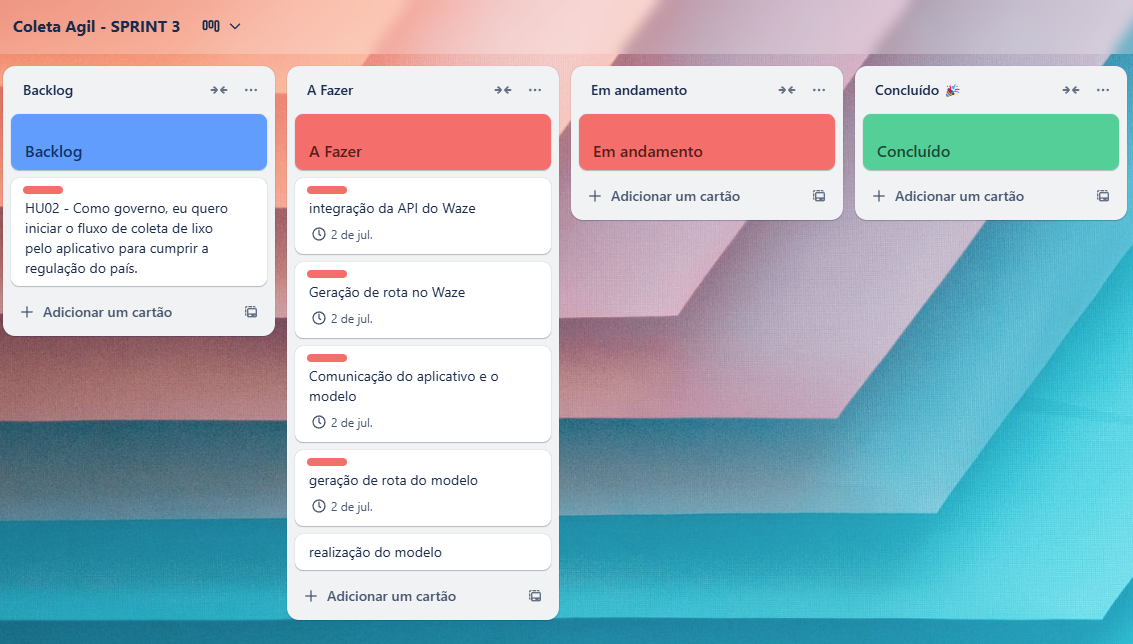 Coleta Agil - SPRINT 3
Backlog
Backlog
HU02 - Como governo, eu quero
iniciar o fluxo de coleta de lixo
pelo aplicativo para cumprir a
regulação do país.
Adicionar um cartão
A Fazer
A Fazer
integração da API do Waze
2 de jul.
Geração de rota no Waze
2 de jul.
Comunicação do aplicativo e o
modelo
2 de jul.
geração de rota do modelo
2 de jul.
realização do modelo
Adicionar um cartão
Em andamento
Em andamento
Adicionar um cartão
Concluído 🎉
Concluído
Adicionar um cartão